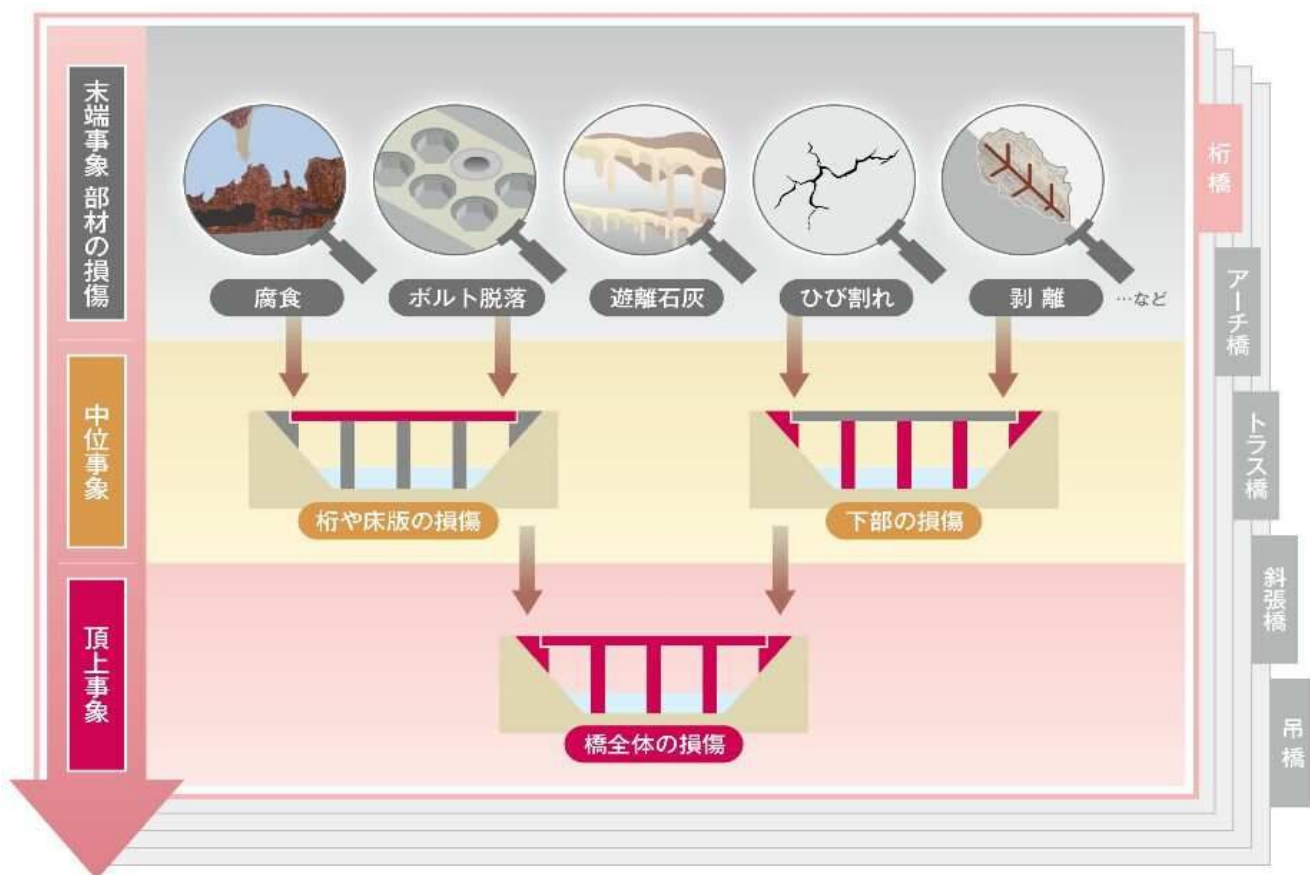 末端事象 部材の損傷
腐食
ボルト脱落
遊離石灰
ひび割れ
剥 離
…など
中位事象
桁や床版の損傷
下部の損傷
頂上事象
橋全体の損傷
桁橋
アーチ橋
トラス橋
斜張橋
吊橋